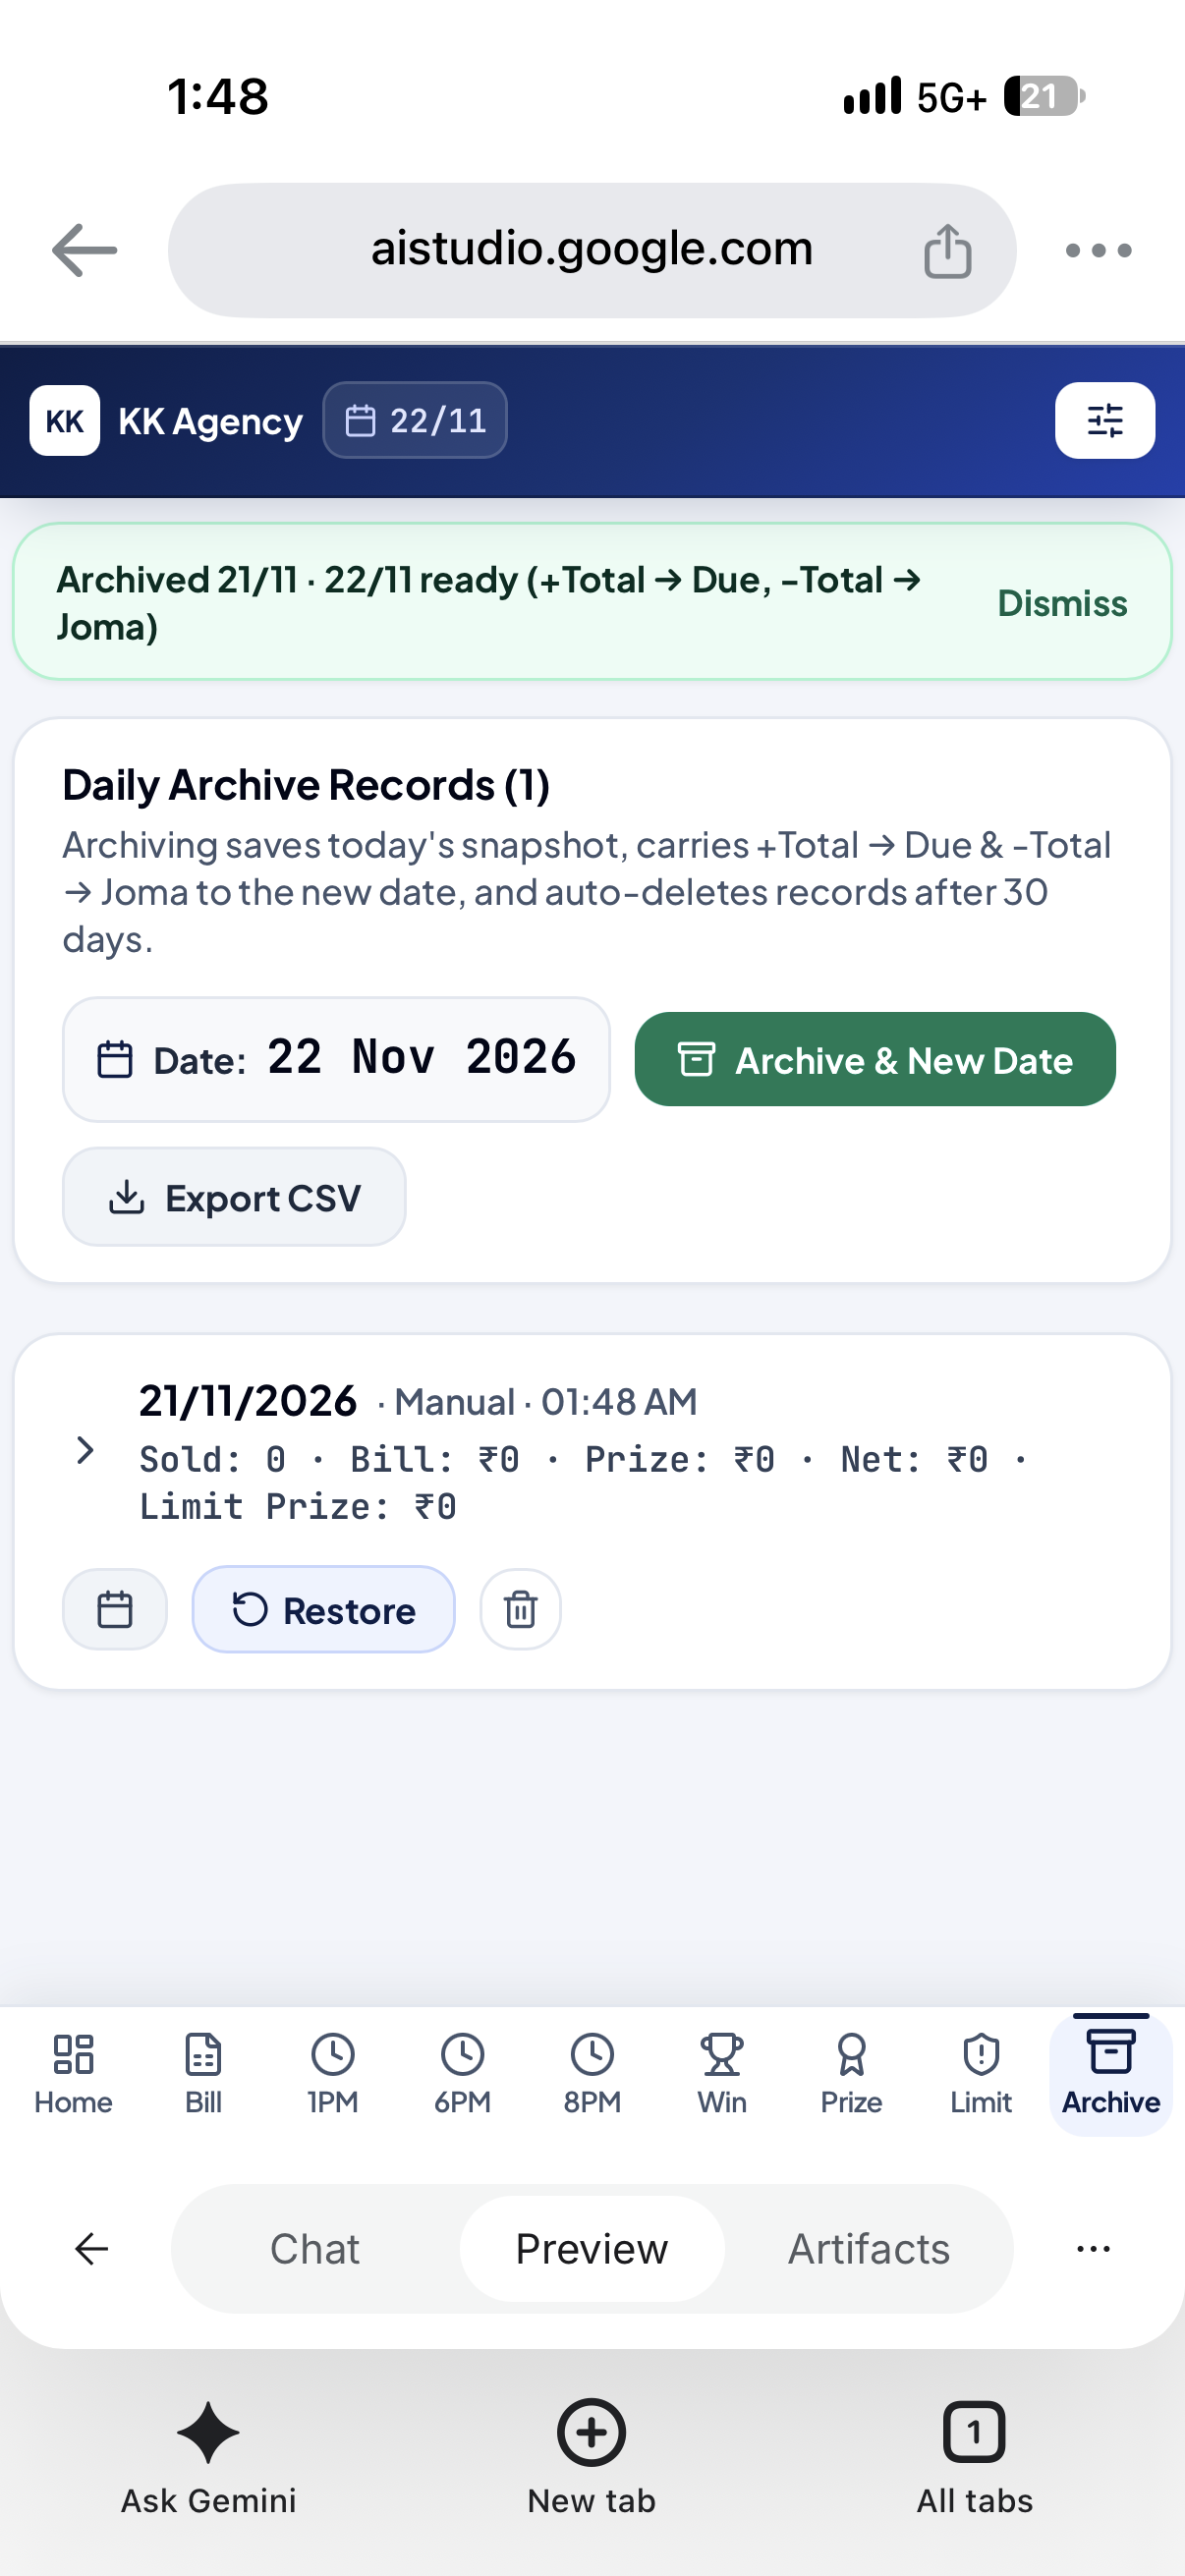 1:48
5G+
21
aistudio.google.com
KK
KK Agency
22/11
Archived 21/11 · 22/11 ready (+Total → Due, -Total →
Joma)
Dismiss
Daily Archive Records (1)
Archiving saves today's snapshot, carries +Total → Due & -Total
→ Joma to the new date, and auto-deletes records after 30
days.
Date: 22 Nov 2026
Archive & New Date
Export CSV
21/11/2026 · Manual · 01:48 AM
Sold: 0 · Bill: ₹0 · Prize: ₹0 · Net: ₹0 ·
Limit Prize: ₹0
Restore
Home
Bill
1PM
6PM
8PM
Win
Prize
Limit
Archive
Chat
Preview
Artifacts
Ask Gemini
New tab
1
All tabs